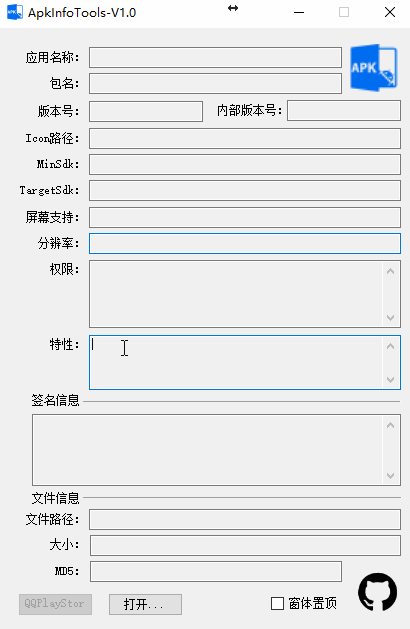 ApkInfoTools-V1.0
应用名称:
APK
包名:
版本号: 内部版本号:
Icon路径:
MinSdk:
TargetSdk:
屏幕支持:
分辨率:
权限:
特性:
签名信息
文件信息
文件路径:
大小:
MD5:
QQPlayStor 打开... 窗体置顶